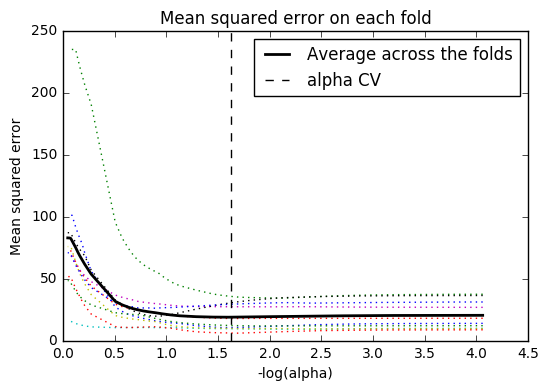 Mean squared error on each fold
250
200
150
100
50
0
Mean squared error
Average across the folds
alpha CV
0.0 0.5 1.0 1.5 2.0 2.5 3.0 3.5 4.0 4.5
-log(alpha)